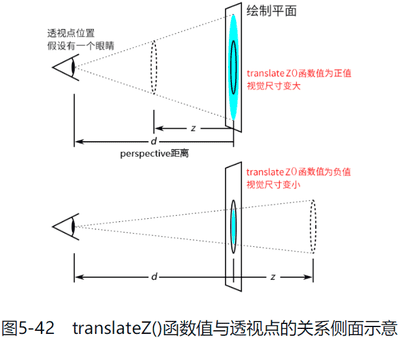 绘制平面
透视点位置
假设有一个眼睛
translateZ()函数值为正值
视觉尺寸变大
z
d
perspective距离
translateZ()函数值为负值
视觉尺寸变小
d
z
图5-42 translateZ()函数值与透视点的关系侧面示意